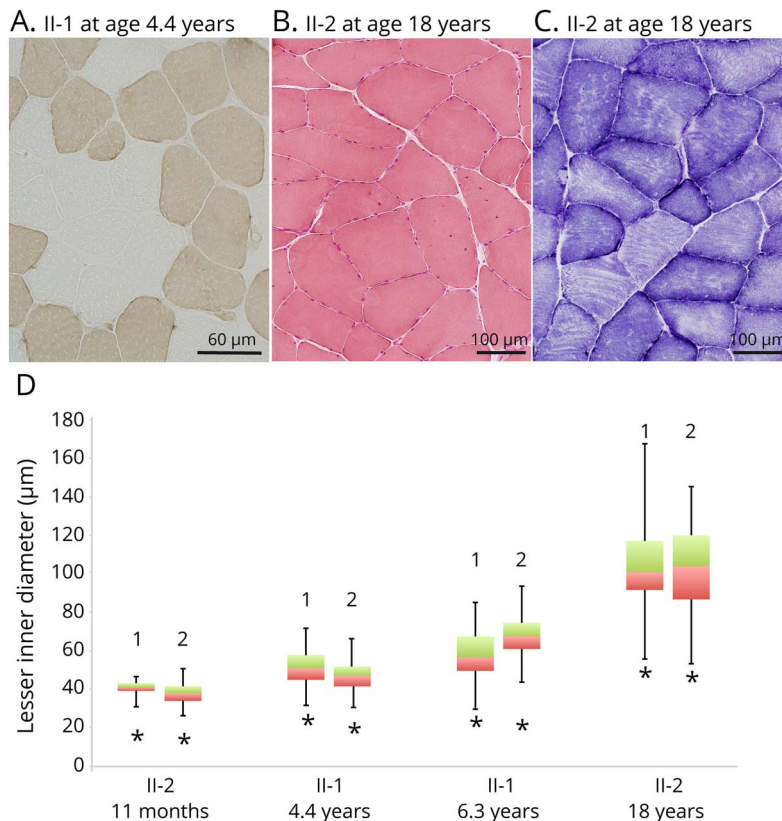 A. II-1 at age 4.4 years
B. II-2 at age 18 years
C. II-2 at age 18 years
60 µm
100 µm
100 µm
D
Lesser inner diameter (µm)
180
160
140
120
100
80
60
40
20
0
1 2
* *
1 2
* *
1 2
* *
1 2
* *
II-2
11 months
II-1
4.4 years
II-1
6.3 years
II-2
18 years